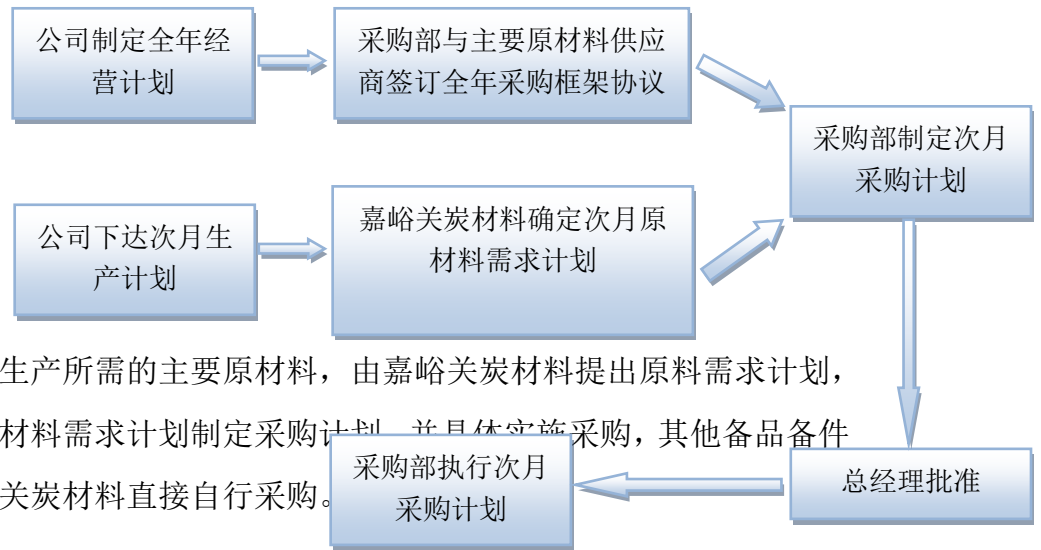 公司制定全年经
营计划
采购部与主要原材料供应
商签订全年采购框架协议
采购部制定次月
采购计划
公司下达次月生
产计划
嘉峪关炭材料确定次月原
材料需求计划
生产所需的主要原材料，由嘉峪关炭材料提出原料需求计划，
材料需求计划制定采购计划，并具体实施采购，其他备品备件
关炭材料直接自行采购。
采购部执行次月
采购计划
总经理批准